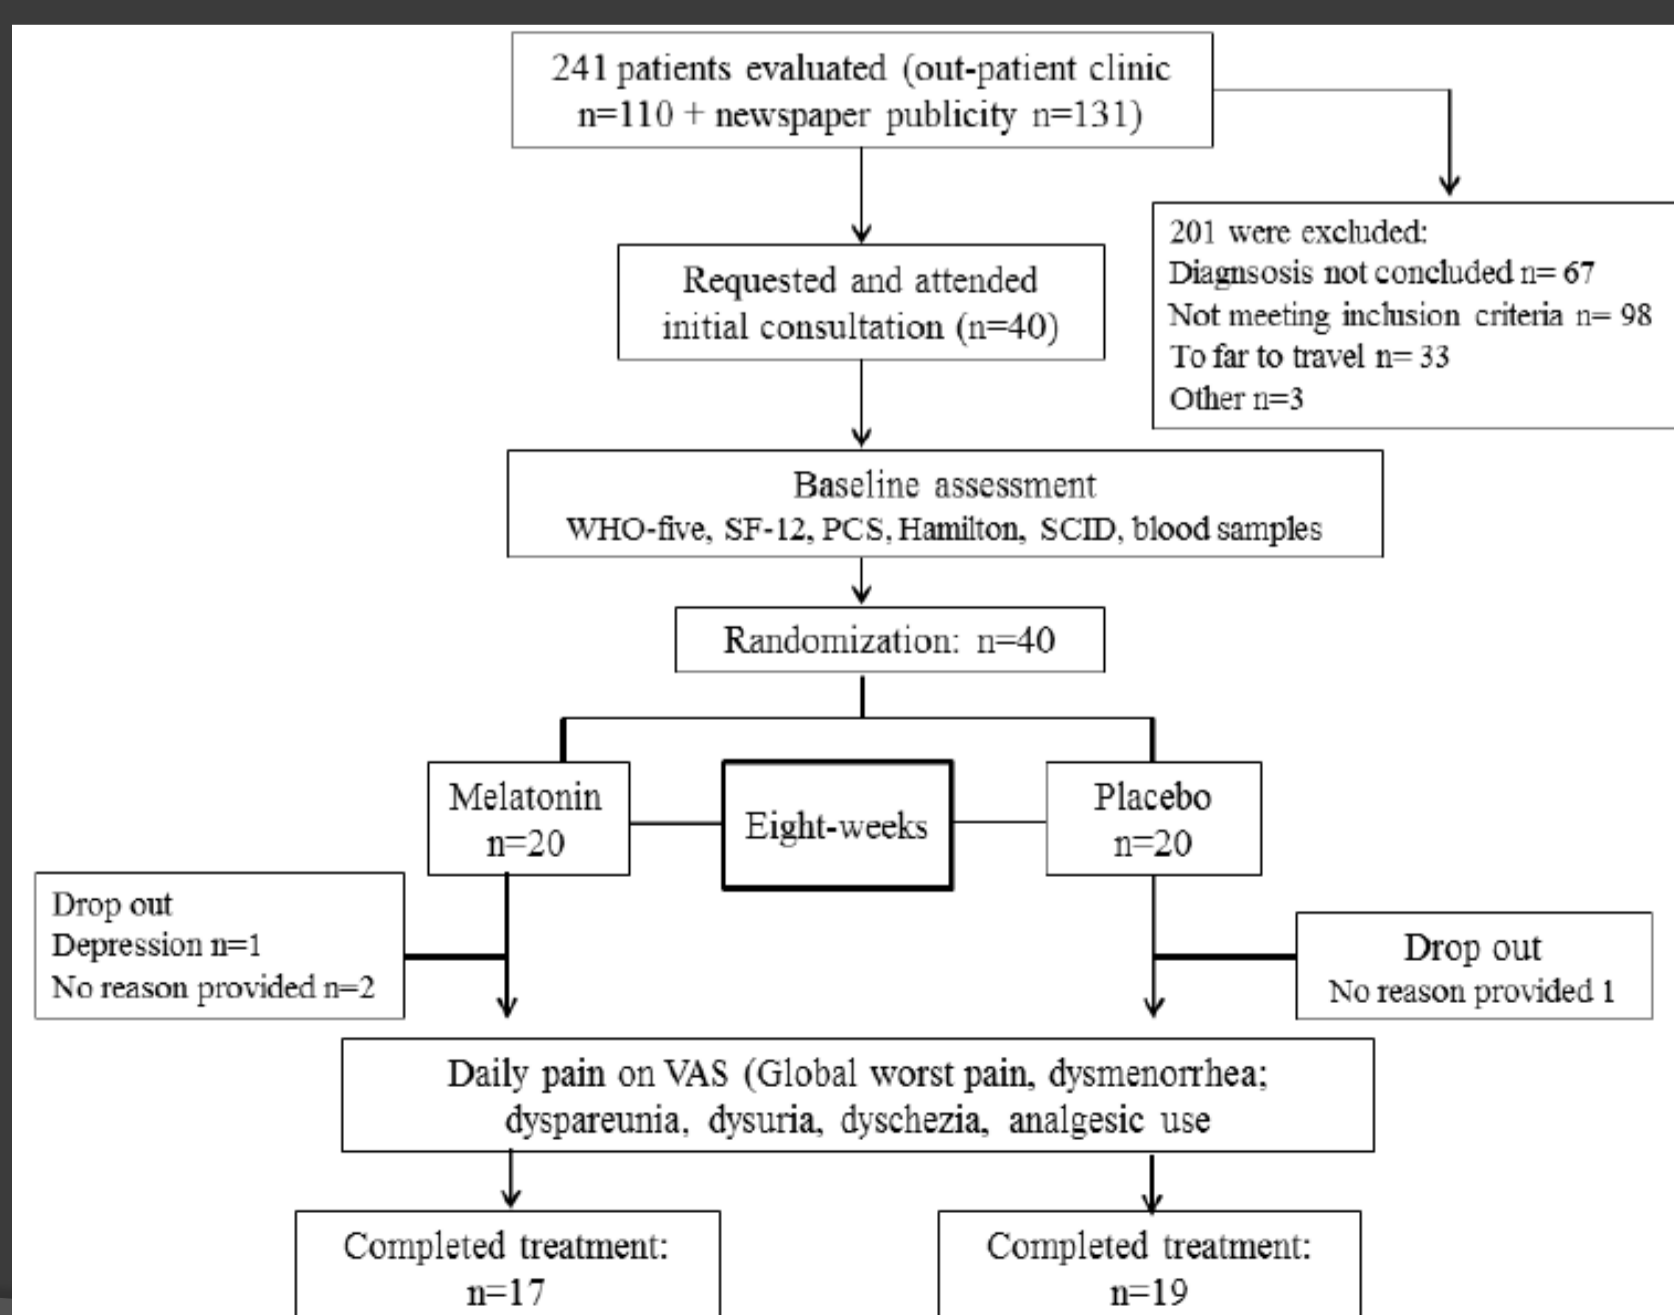 241 patients evaluated (out-patient clinic
n=110 + newspaper publicity n=131)
201 were excluded:
Diagnsosis not concluded n= 67
Not meeting inclusion criteria n= 98
To far to travel n= 33
Other n=3
Requested and attended
initial consultation (n=40)
Baseline assessment
WHO-five, SF-12, PCS, Hamilton, SCID, blood samples
Randomization: n=40
Melatonin
n=20
Eight-weeks
Placebo
n=20
Drop out
Depression n=1
No reason provided n=2
Drop out
No reason provided 1
Daily pain on VAS (Global worst pain, dysmenorrhea;
dyspareunia, dysuria, dyschezia, analgesic use
Completed treatment:
n=17
Completed treatment:
n=19